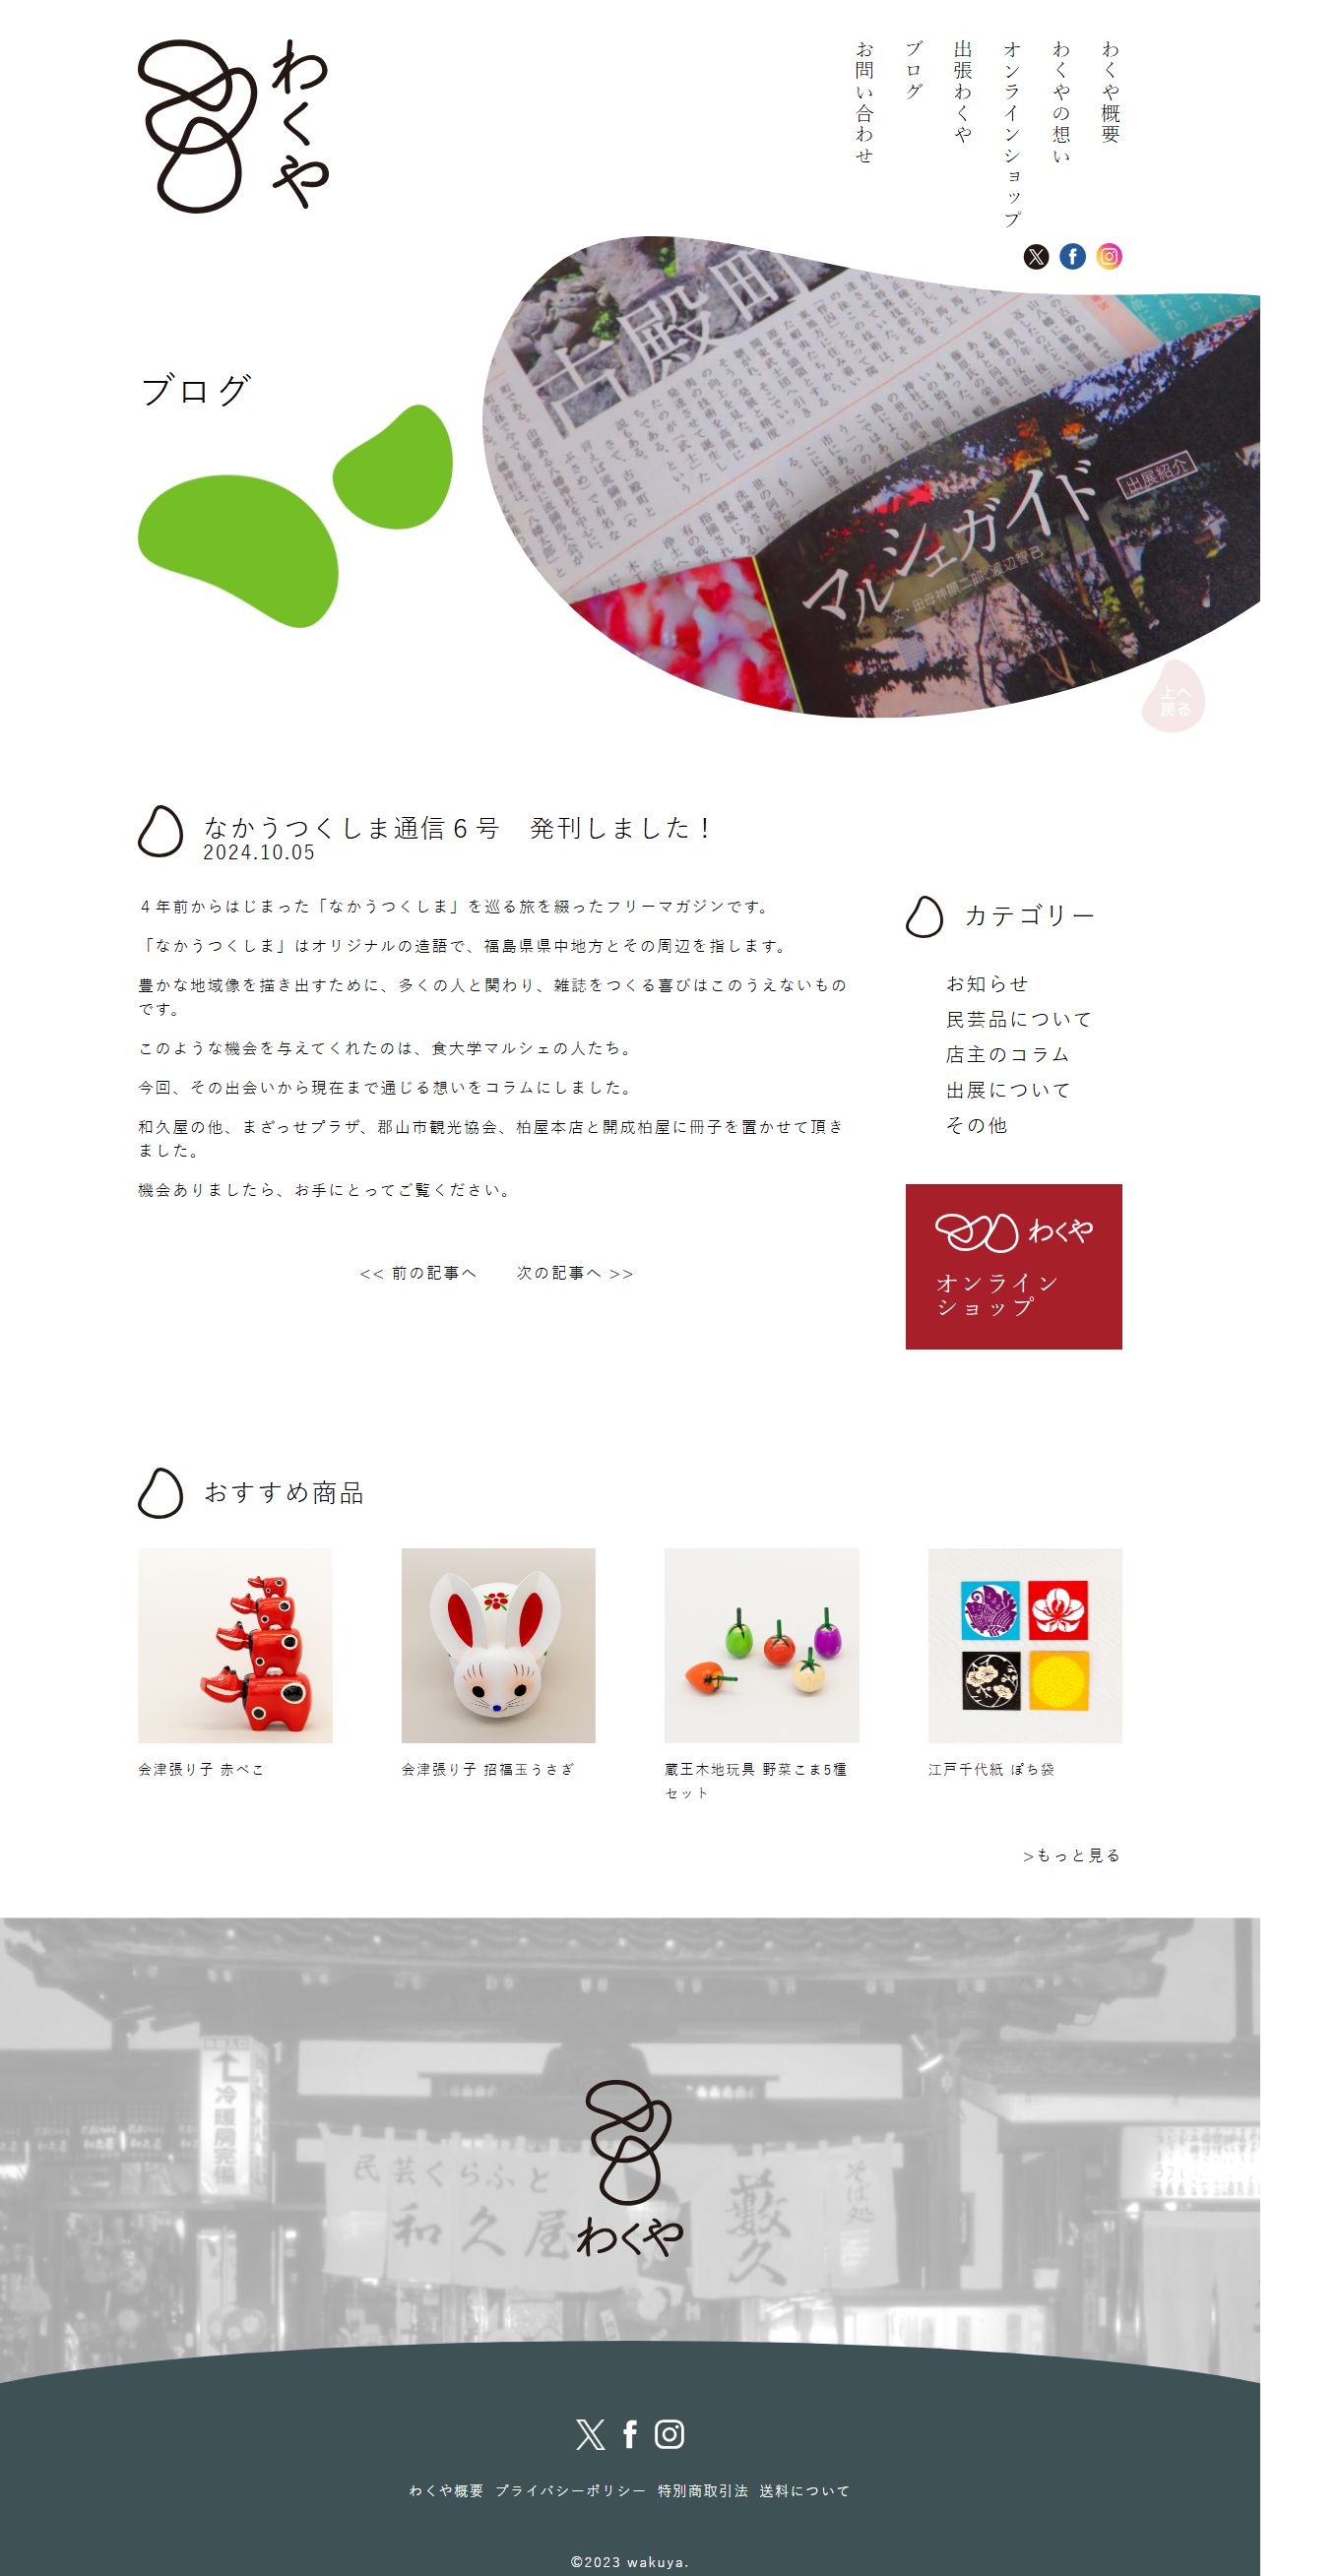 わくや
わくや概要
わくやの想い
オンラインショップ
出張わくや
ブログ
お問い合わせ
ブログ
古殿町
マルシェガイド
出展紹介
上へ
戻る
なかうつくしま通信６号　発刊しました！
2024.10.05
４年前からはじまった「なかうつくしま」を巡る旅を綴ったフリーマガジンです。
「なかうつくしま」はオリジナルの造語で、福島県県中地方とその周辺を指します。
豊かな地域像を描き出すために、多くの人と関わり、雑誌をつくる喜びはこのうえないもの
です。
このような機会を与えてくれたのは、食大学マルシェの人たち。
今回、その出会いから現在まで通じる想いをコラムにしました。
和久屋の他、まざっせプラザ、郡山市観光協会、柏屋本店と開成柏屋に冊子を置かせて頂き
ました。
機会ありましたら、お手にとってご覧ください。
<< 前の記事へ
次の記事へ >>
カテゴリー
お知らせ
民芸品について
店主のコラム
出展について
その他
わくや
オンライン
ショップ
おすすめ商品
会津張り子 赤べこ
会津張り子 招福玉うさぎ
蔵王木地玩具 野菜こま5種
セット
江戸千代紙 ぽち袋
>もっと見る
冷暖房完備
民芸くらふと
和久屋
藪久
そば処
わくや
わくや概要 プライバシーポリシー 特別商取引法 送料について
©2023 wakuya.